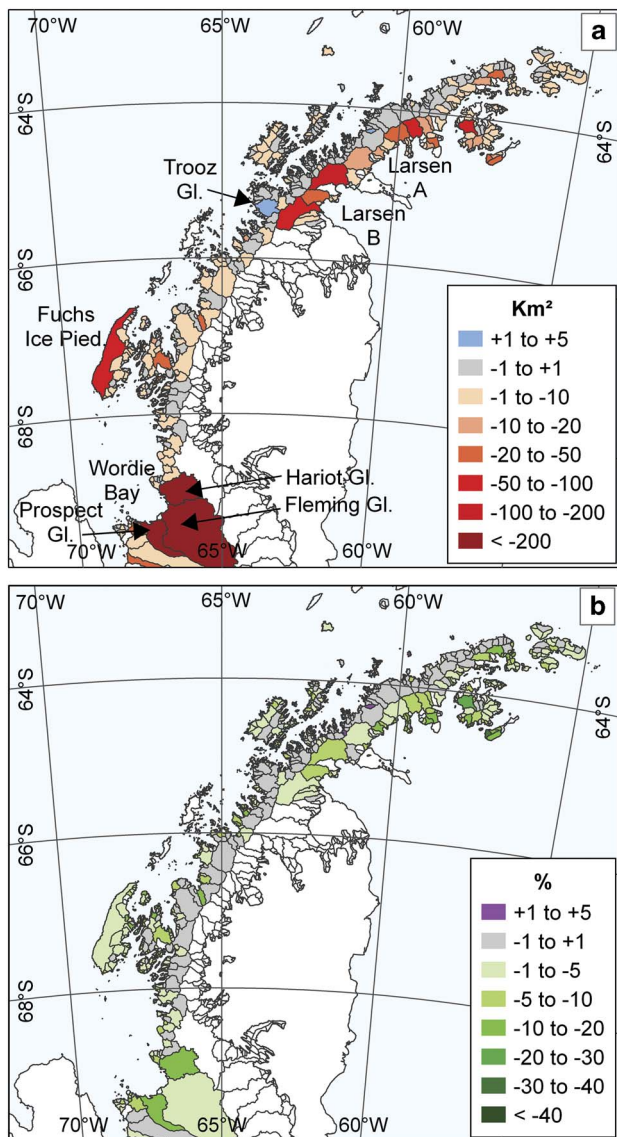 a
70°W
65°W
60°W
64°S
64°S
Trooz
Gl.
Larsen
A
Larsen
B
66°S
Fuchs
Ice Pied.
Km²
+1 to +5
-1 to +1
-1 to -10
-10 to -20
-20 to -50
-50 to -100
-100 to -200
< -200
68°S
Wordie
Bay
Hariot Gl.
Prospect
Gl.
Fleming Gl.
70°W
65°W
60°W
b
70°W
65°W
60°W
64°S
64°S
66°S
%
+1 to +5
-1 to +1
-1 to -5
-5 to -10
-10 to -20
-20 to -30
-30 to -40
< -40
68°S
70°W
65°W
60°W